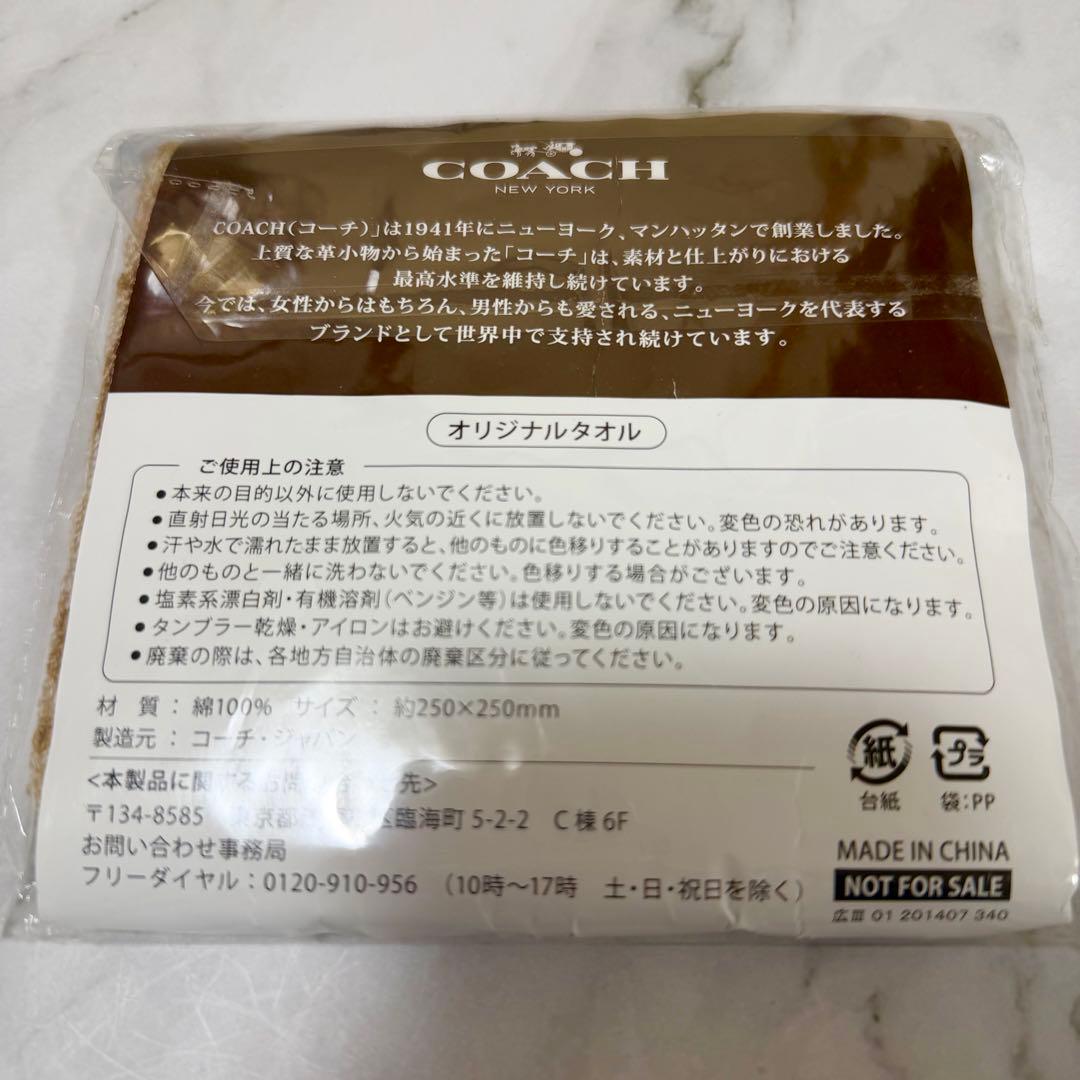 COACH
NEW YORK
COACH(コーチ)」は1941年にニューヨーク、マンハッタンで創業しました。
上質な革小物から始まった「コーチ」は、素材と仕上がりにおける
最高水準を維持し続けています。
今では、女性からはもちろん、男性からも愛される、ニューヨークを代表する
ブランドとして世界中で支持され続けています。
オリジナルタオル
ご使用上の注意
●本来の目的以外に使用しないでください。
●直射日光の当たる場所、火気の近くに放置しないでください。変色の恐れがあります。
●汗や水で濡れたまま放置すると、他のものに色移りすることがありますのでご注意ください。
●他のものと一緒に洗わないでください。色移りする場合がございます。
●塩素系漂白剤・有機溶剤(ベンジン等)は使用しないでください。変色の原因になります。
●タンブラー乾燥・アイロンはお避けください。変色の原因になります。
●廃棄の際は、各地方自治体の廃棄区分に従ってください。
材 質 : 綿100% サイズ : 約250×250mm
製造元 : コーチ・ジャパン
<本製品に関するお問 先>
〒134-8585 東京都 区臨海町 5-2-2 C棟 6F
お問い合わせ事務局
フリーダイヤル : 0120-910-956 (10時〜17時 土・日・祝日を除く)
紙
台紙
プラ
袋:PP
MADE IN CHINA
NOT FOR SALE
広Ⅲ 01 201407 340